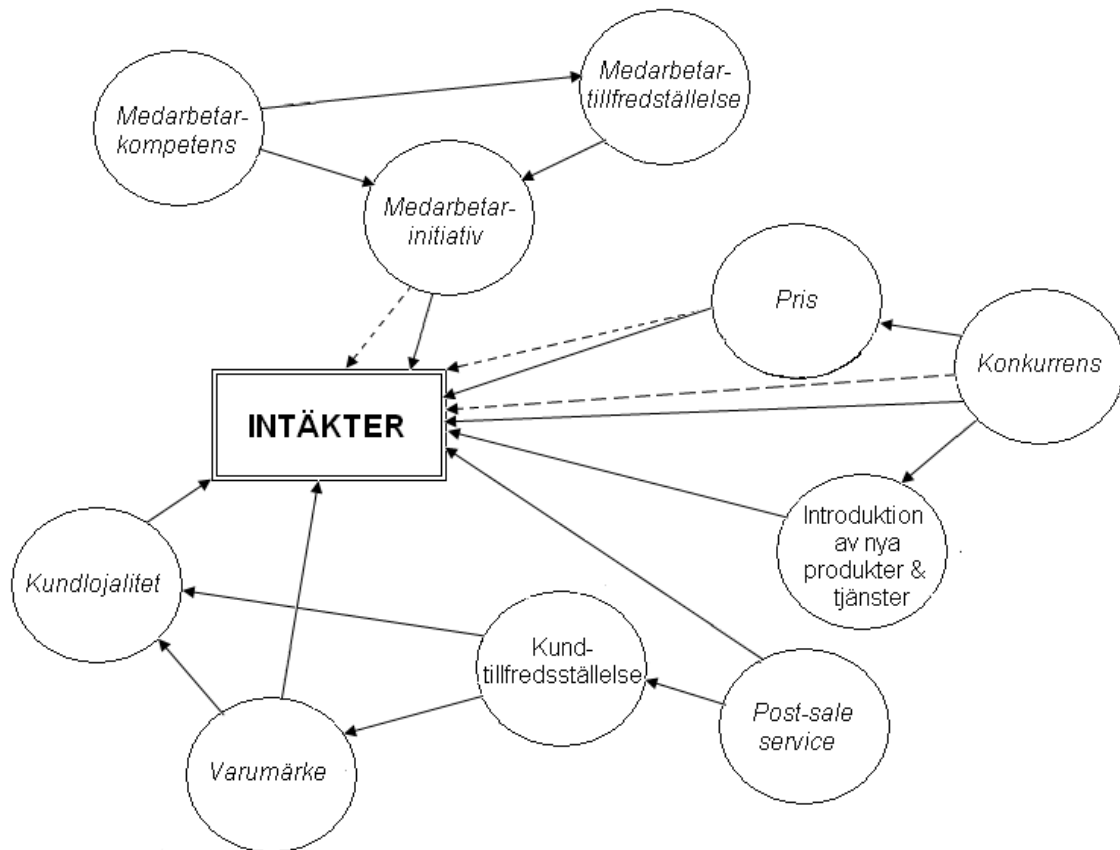 Medarbetar-
tillfredställelse
Medarbetar-
kompetens
Medarbetar-
initiativ
Pris
Konkurrens
INTÄKTER
Introduktion
av nya
produkter &
tjänster
Kundlojalitet
Kund-
tillfredsställelse
Post-sale
service
Varumärke